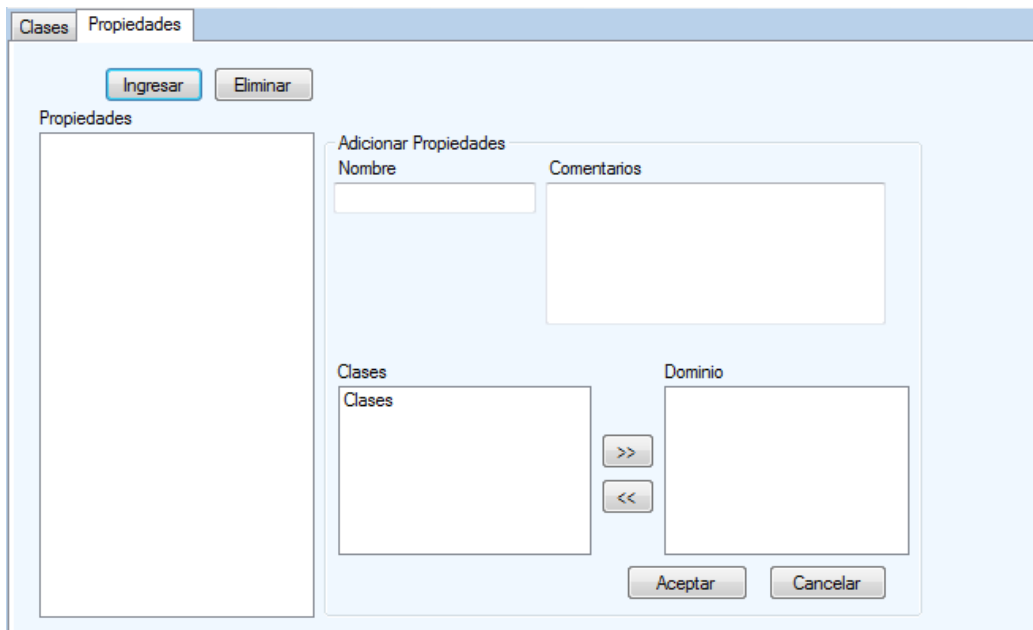 Clases Propiedades
Ingresar Eliminar
Propiedades
Adicionar Propiedades
Nombre Comentarios
Clases Dominio
Clases
>>
<<
Aceptar Cancelar